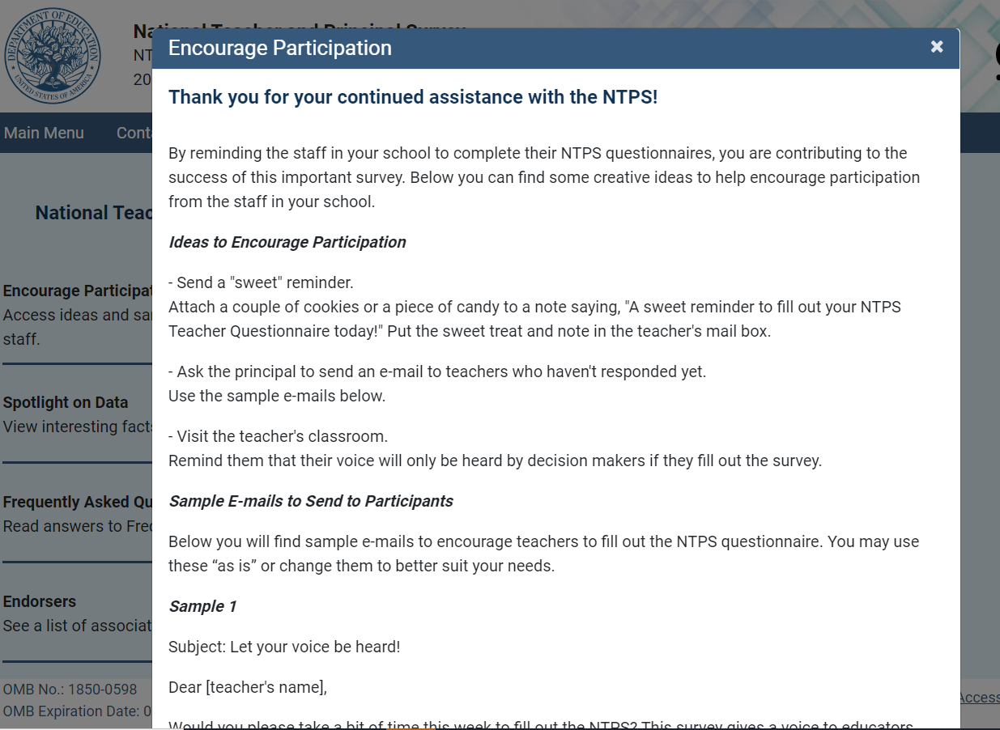 DEPARTMENT OF EDUCATION
UNITED STATES OF AMERICA
National Teacher and Principal Survey
NT
20
Encourage Participation
×
Main Menu Conta
Thank you for your continued assistance with the NTPS!
By reminding the staff in your school to complete their NTPS questionnaires, you are contributing to the
success of this important survey. Below you can find some creative ideas to help encourage participation
from the staff in your school.
National Teac
Ideas to Encourage Participation
- Send a "sweet" reminder.
Attach a couple of cookies or a piece of candy to a note saying, "A sweet reminder to fill out your NTPS
Teacher Questionnaire today!" Put the sweet treat and note in the teacher's mail box.
Encourage Participat
Access ideas and sa
staff.
- Ask the principal to send an e-mail to teachers who haven't responded yet.
Use the sample e-mails below.
Spotlight on Data
View interesting facts
- Visit the teacher's classroom.
Remind them that their voice will only be heard by decision makers if they fill out the survey.
Frequently Asked Qu
Read answers to Fre
Sample E-mails to Send to Participants
Below you will find sample e-mails to encourage teachers to fill out the NTPS questionnaire. You may use
these “as is” or change them to better suit your needs.
Endorsers
See a list of associat
Sample 1
Subject: Let your voice be heard!
Dear [teacher's name],
Would you please take a bit of time this week to fill out the NTPS? This survey gives a voice to educators
OMB No.: 1850-0598
OMB Expiration Date: 0
Access